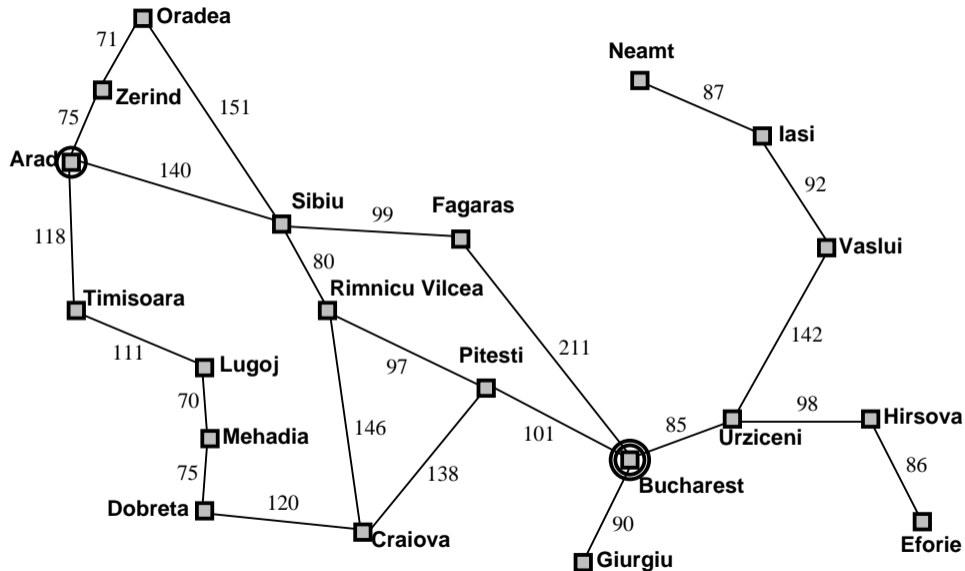 Oradea
71
Neamt
Zerind
87
75
151
Iasi
Arad
140
92
Sibiu
Fagaras
99
118
Vaslui
80
Timisoara
Rimnicu Vilcea
142
111
211
Lugoj
Pitesti
97
70
98
Hirsova
146
85
Urziceni
Mehadia
101
86
138
Bucharest
75
120
90
Dobreta
Craiova
Eforie
Giurgiu